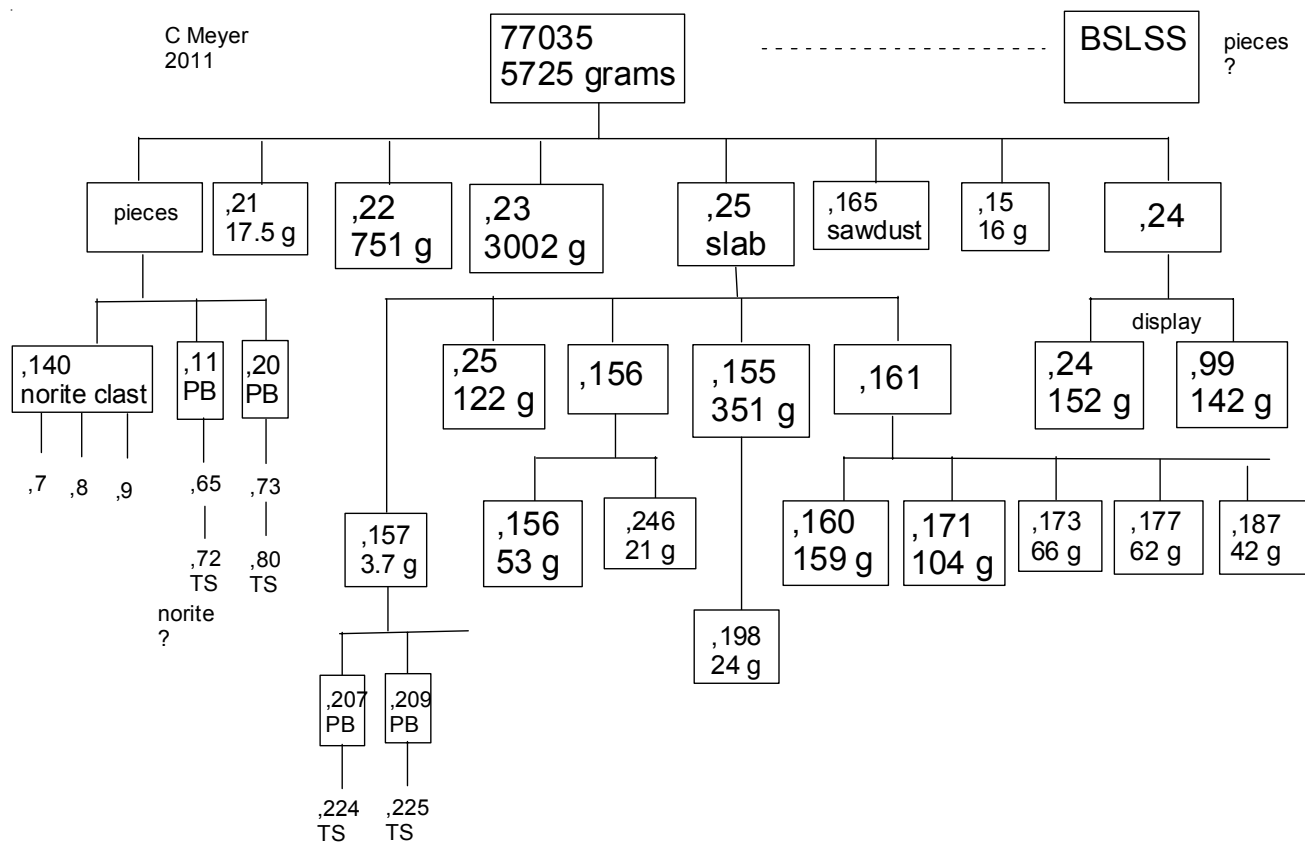 C Meyer
2011
77035
5725 grams
BSLSS
pieces
?
pieces
,21
17.5 g
,22
751 g
,23
3002 g
,25
slab
,165
sawdust
,15
16 g
,24
display
,140
norite clast
,11
PB
,20
PB
,25
122 g
,156
,155
351 g
,161
,24
152 g
,99
142 g
,7
,8
,9
,65
,73
,72
TS
,80
TS
norite
?
,157
3.7 g
,156
53 g
,246
21 g
,160
159 g
,171
104 g
,173
66 g
,177
62 g
,187
42 g
,198
24 g
,207
PB
,209
PB
,224
TS
,225
TS